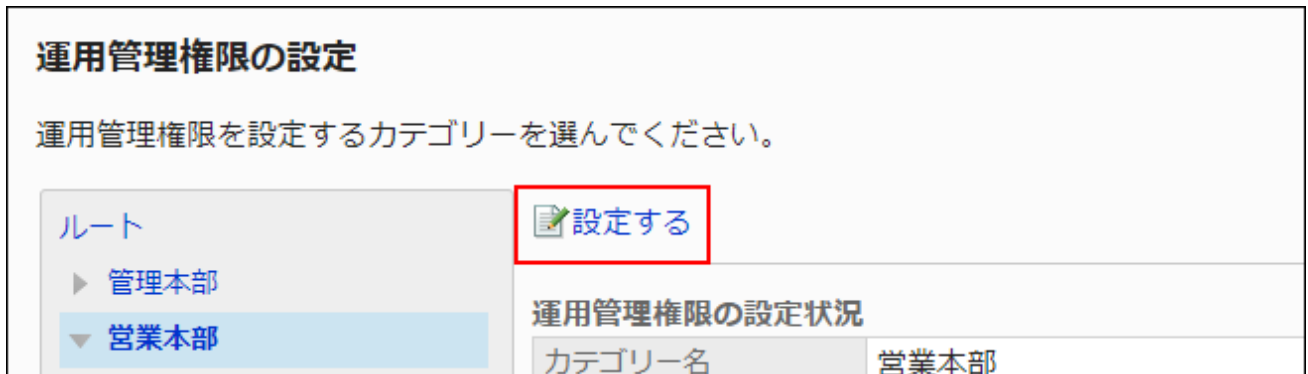 運用管理権限の設定
運用管理権限を設定するカテゴリーを選んでください。
ルート
設定する
管理本部
営業本部
運用管理権限の設定状況
カテゴリー名 営業本部